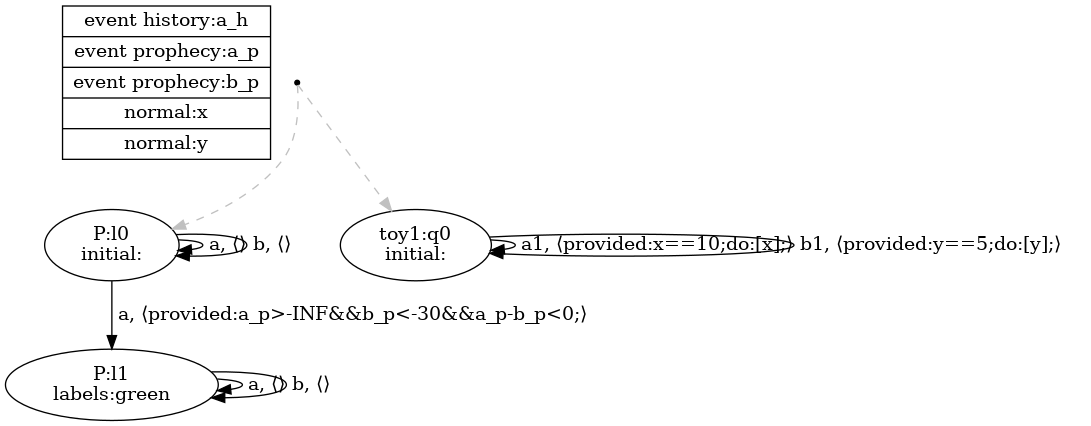 event history:a_h
event prophecy:a_p
event prophecy:b_p
normal:x
normal:y
P:l0
initial:
a, ⟨⟩
b, ⟨⟩
toy1:q0
initial:
a1, ⟨provided:x==10;do:[x];⟩
b1, ⟨provided:y==5;do:[y];⟩
a, ⟨provided:a_p>-INF&&b_p<-30&&a_p-b_p<0;⟩
P:l1
labels:green
a, ⟨⟩
b, ⟨⟩